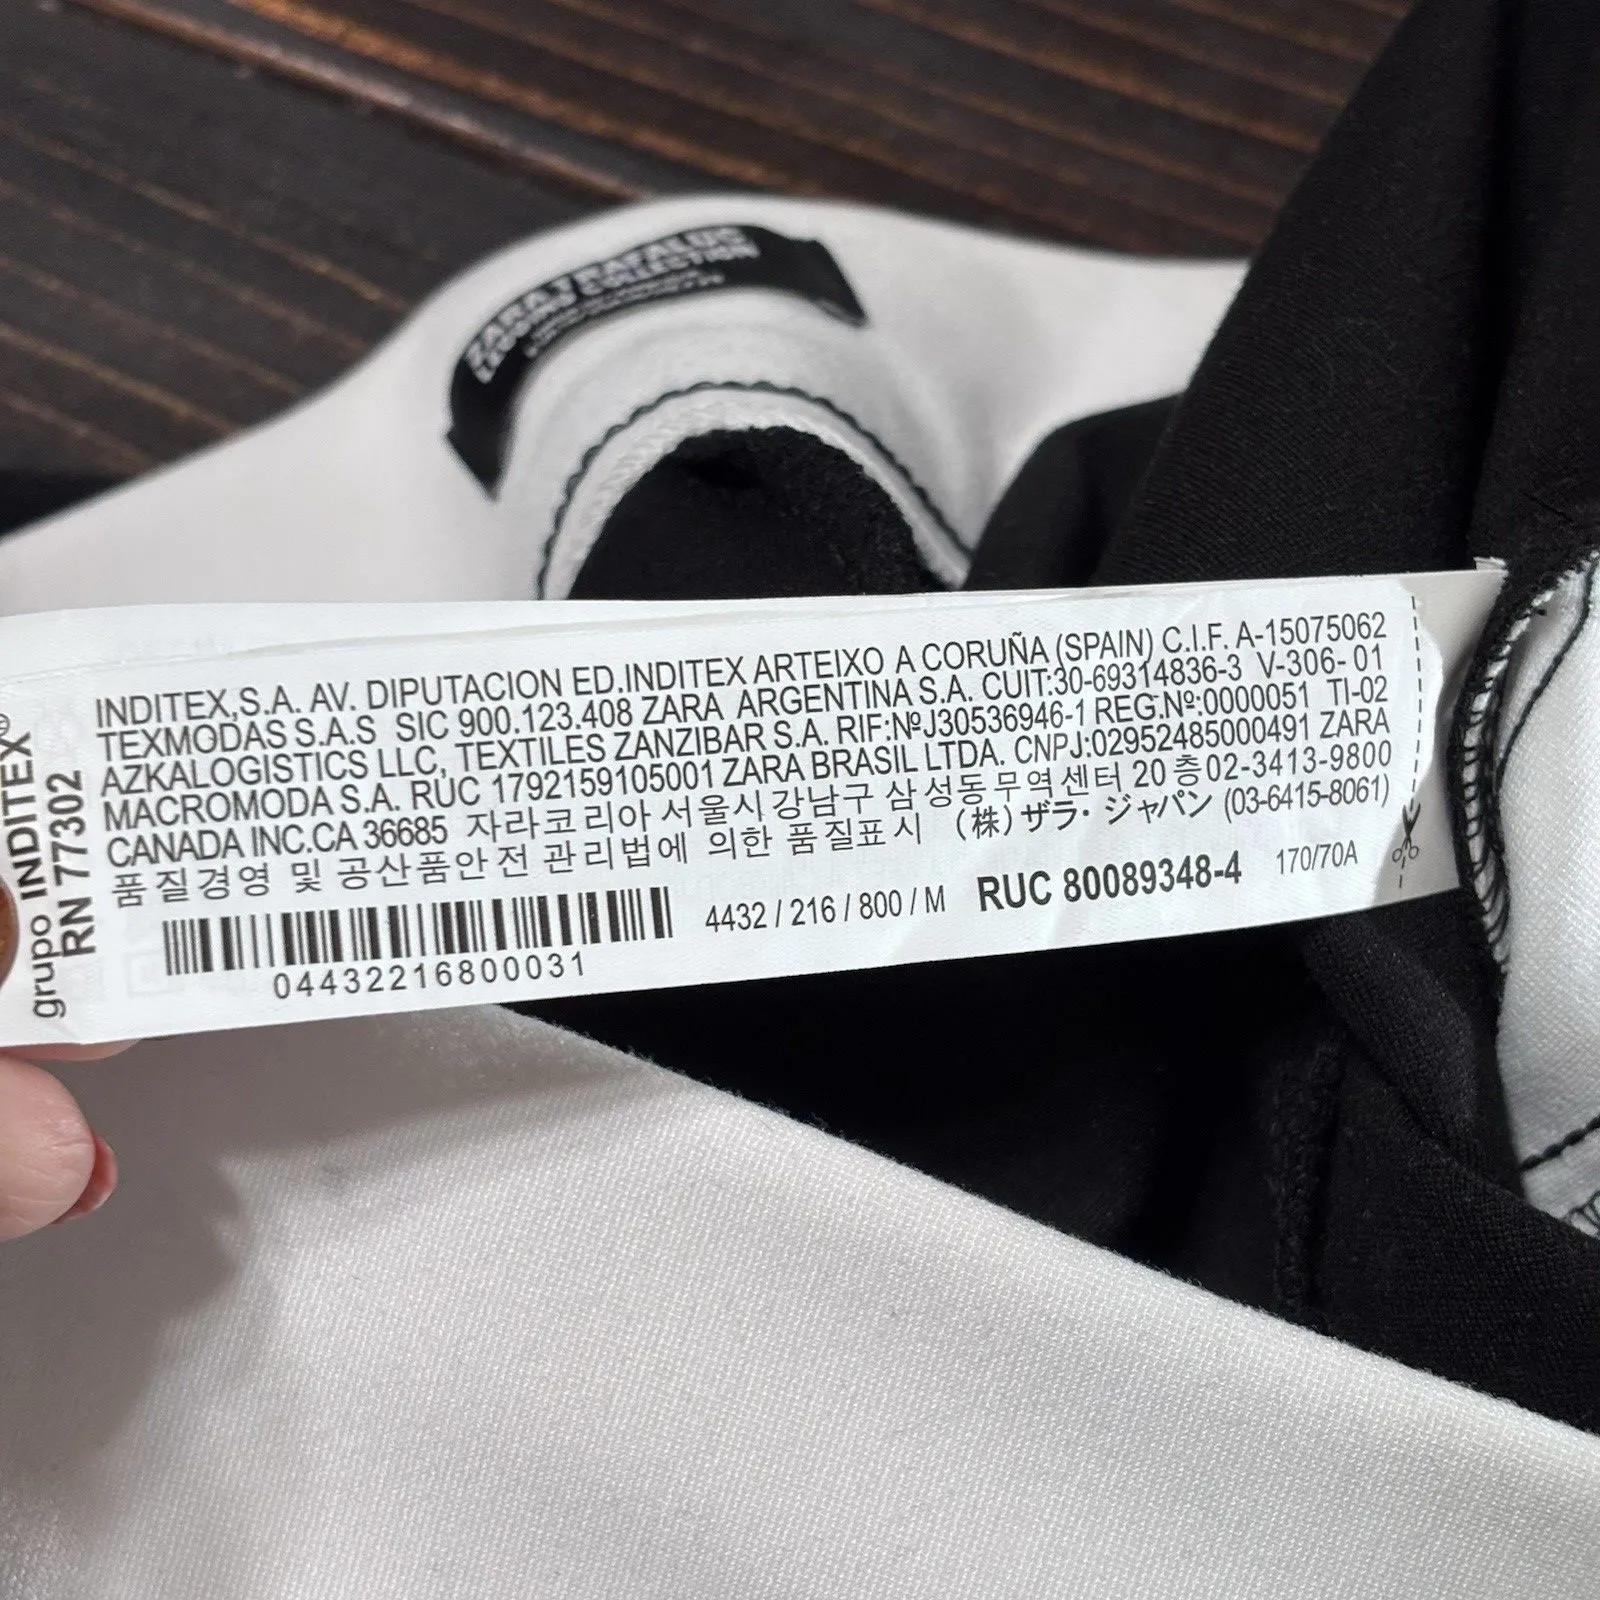 ZARA TRAFALUC
COLLECTION
INDITEX,S.A. AV. DIPUTACION ED.INDITEX ARTEIXO A CORUÑA (SPAIN) C.I.F. A-15075062
TEXMODAS S.A.S SIC 900.123.408 ZARA ARGENTINA S.A. CUIT:30-69314836-3 V-306-01
AZKALOGISTICS LLC, TEXTILES ZANZIBAR S.A. RIF:NºJ30536946-1 REG.Nº:0000051 TI-02
MACROMODA S.A. RUC 1792159105001 ZARA BRASIL LTDA. CNPJ:02952485000491 ZARA
CANADA INC.CA 36685 자라코리아 서울시 강남구 삼성동무역센터 20층02-3413-9800
품질경영 및 공산품안전 관리법에 의한 품질표시 (株)ザラ・ジャパン (03-6415-8061)
04432216800031
4432 / 216 / 800 / M RUC 80089348-4 170/70A
grupo INDITEX®
RN 77302